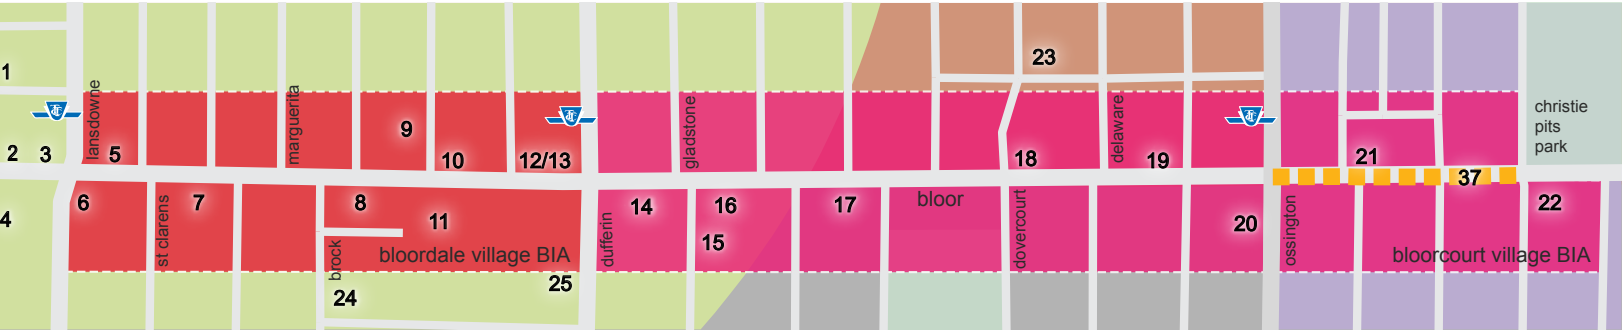 1
23
christie
pits
park
lansdowne
marguerita
gladstone
delaware
2
3
5
9
10
12/13
18
19
21
37
4
6
7
8
11
14
16
15
17
bloor
20
22
st clarens
brock
dufferin
dovercourt
ossington
bloordale village BIA
bloorcourt village BIA
24
25